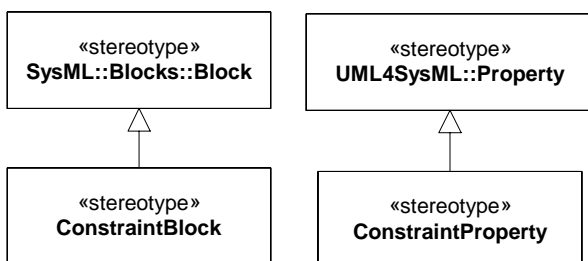 «stereotype»
SysML::Blocks::Block
«stereotype»
UML4SysML::Property
«stereotype»
ConstraintBlock
«stereotype»
ConstraintProperty